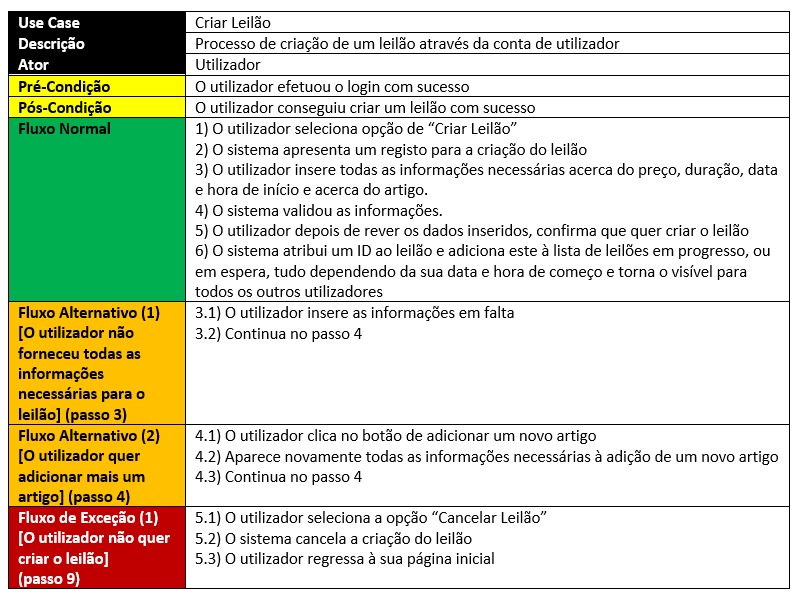 Use Case
Criar Leilão
Descrição
Processo de criação de um leilão através da conta de utilizador
Ator
Utilizador
Pré-Condição
O utilizador efetuou o login com sucesso
Pós-Condição
O utilizador conseguiu criar um leilão com sucesso
Fluxo Normal
1) O utilizador seleciona opção de “Criar Leilão”
2) O sistema apresenta um registo para a criação do leilão
3) O utilizador insere todas as informações necessárias acerca do preço, duração, data
e hora de início e acerca do artigo.
4) O sistema validou as informações.
5) O utilizador depois de rever os dados inseridos, confirma que quer criar o leilão
6) O sistema atribui um ID ao leilão e adiciona este à lista de leilões em progresso, ou
em espera, tudo dependendo da sua data e hora de começo e torna o visível para
todos os outros utilizadores
Fluxo Alternativo (1)
[O utilizador não
forneceu todas as
informações
necessárias para o
leilão] (passo 3)
3.1) O utilizador insere as informações em falta
3.2) Continua no passo 4
Fluxo Alternativo (2)
[O utilizador quer
adicionar mais um
artigo] (passo 4)
4.1) O utilizador clica no botão de adicionar um novo artigo
4.2) Aparece novamente todas as informações necessárias à adição de um novo artigo
4.3) Continua no passo 4
Fluxo de Exceção (1)
[O utilizador não quer
criar o leilão]
(passo 9)
5.1) O utilizador seleciona a opção “Cancelar Leilão”
5.2) O sistema cancela a criação do leilão
5.3) O utilizador regressa à sua página inicial